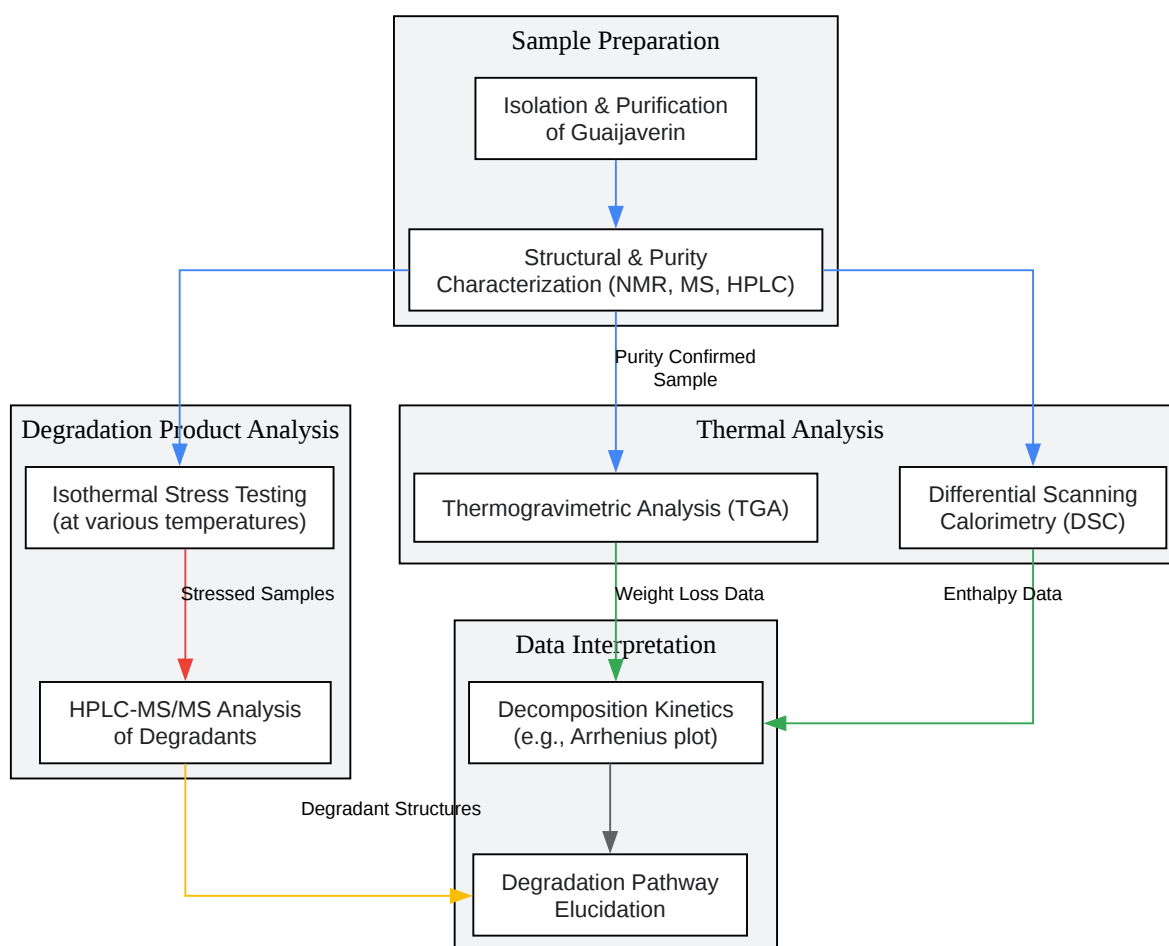 Sample Preparation
Isolation & Purification
of Guaijaverin
Structural & Purity
Characterization (NMR, MS, HPLC)
Purity Confirmed
Sample
Degradation Product Analysis
Thermal Analysis
Isothermal Stress Testing
(at various temperatures)
Thermogravimetric Analysis (TGA)
Differential Scanning
Calorimetry (DSC)
Stressed Samples
Weight Loss Data
Enthalpy Data
Data Interpretation
HPLC-MS/MS Analysis
of Degradants
Decomposition Kinetics
(e.g., Arrhenius plot)
Degradant Structures
Degradation Pathway
Elucidation